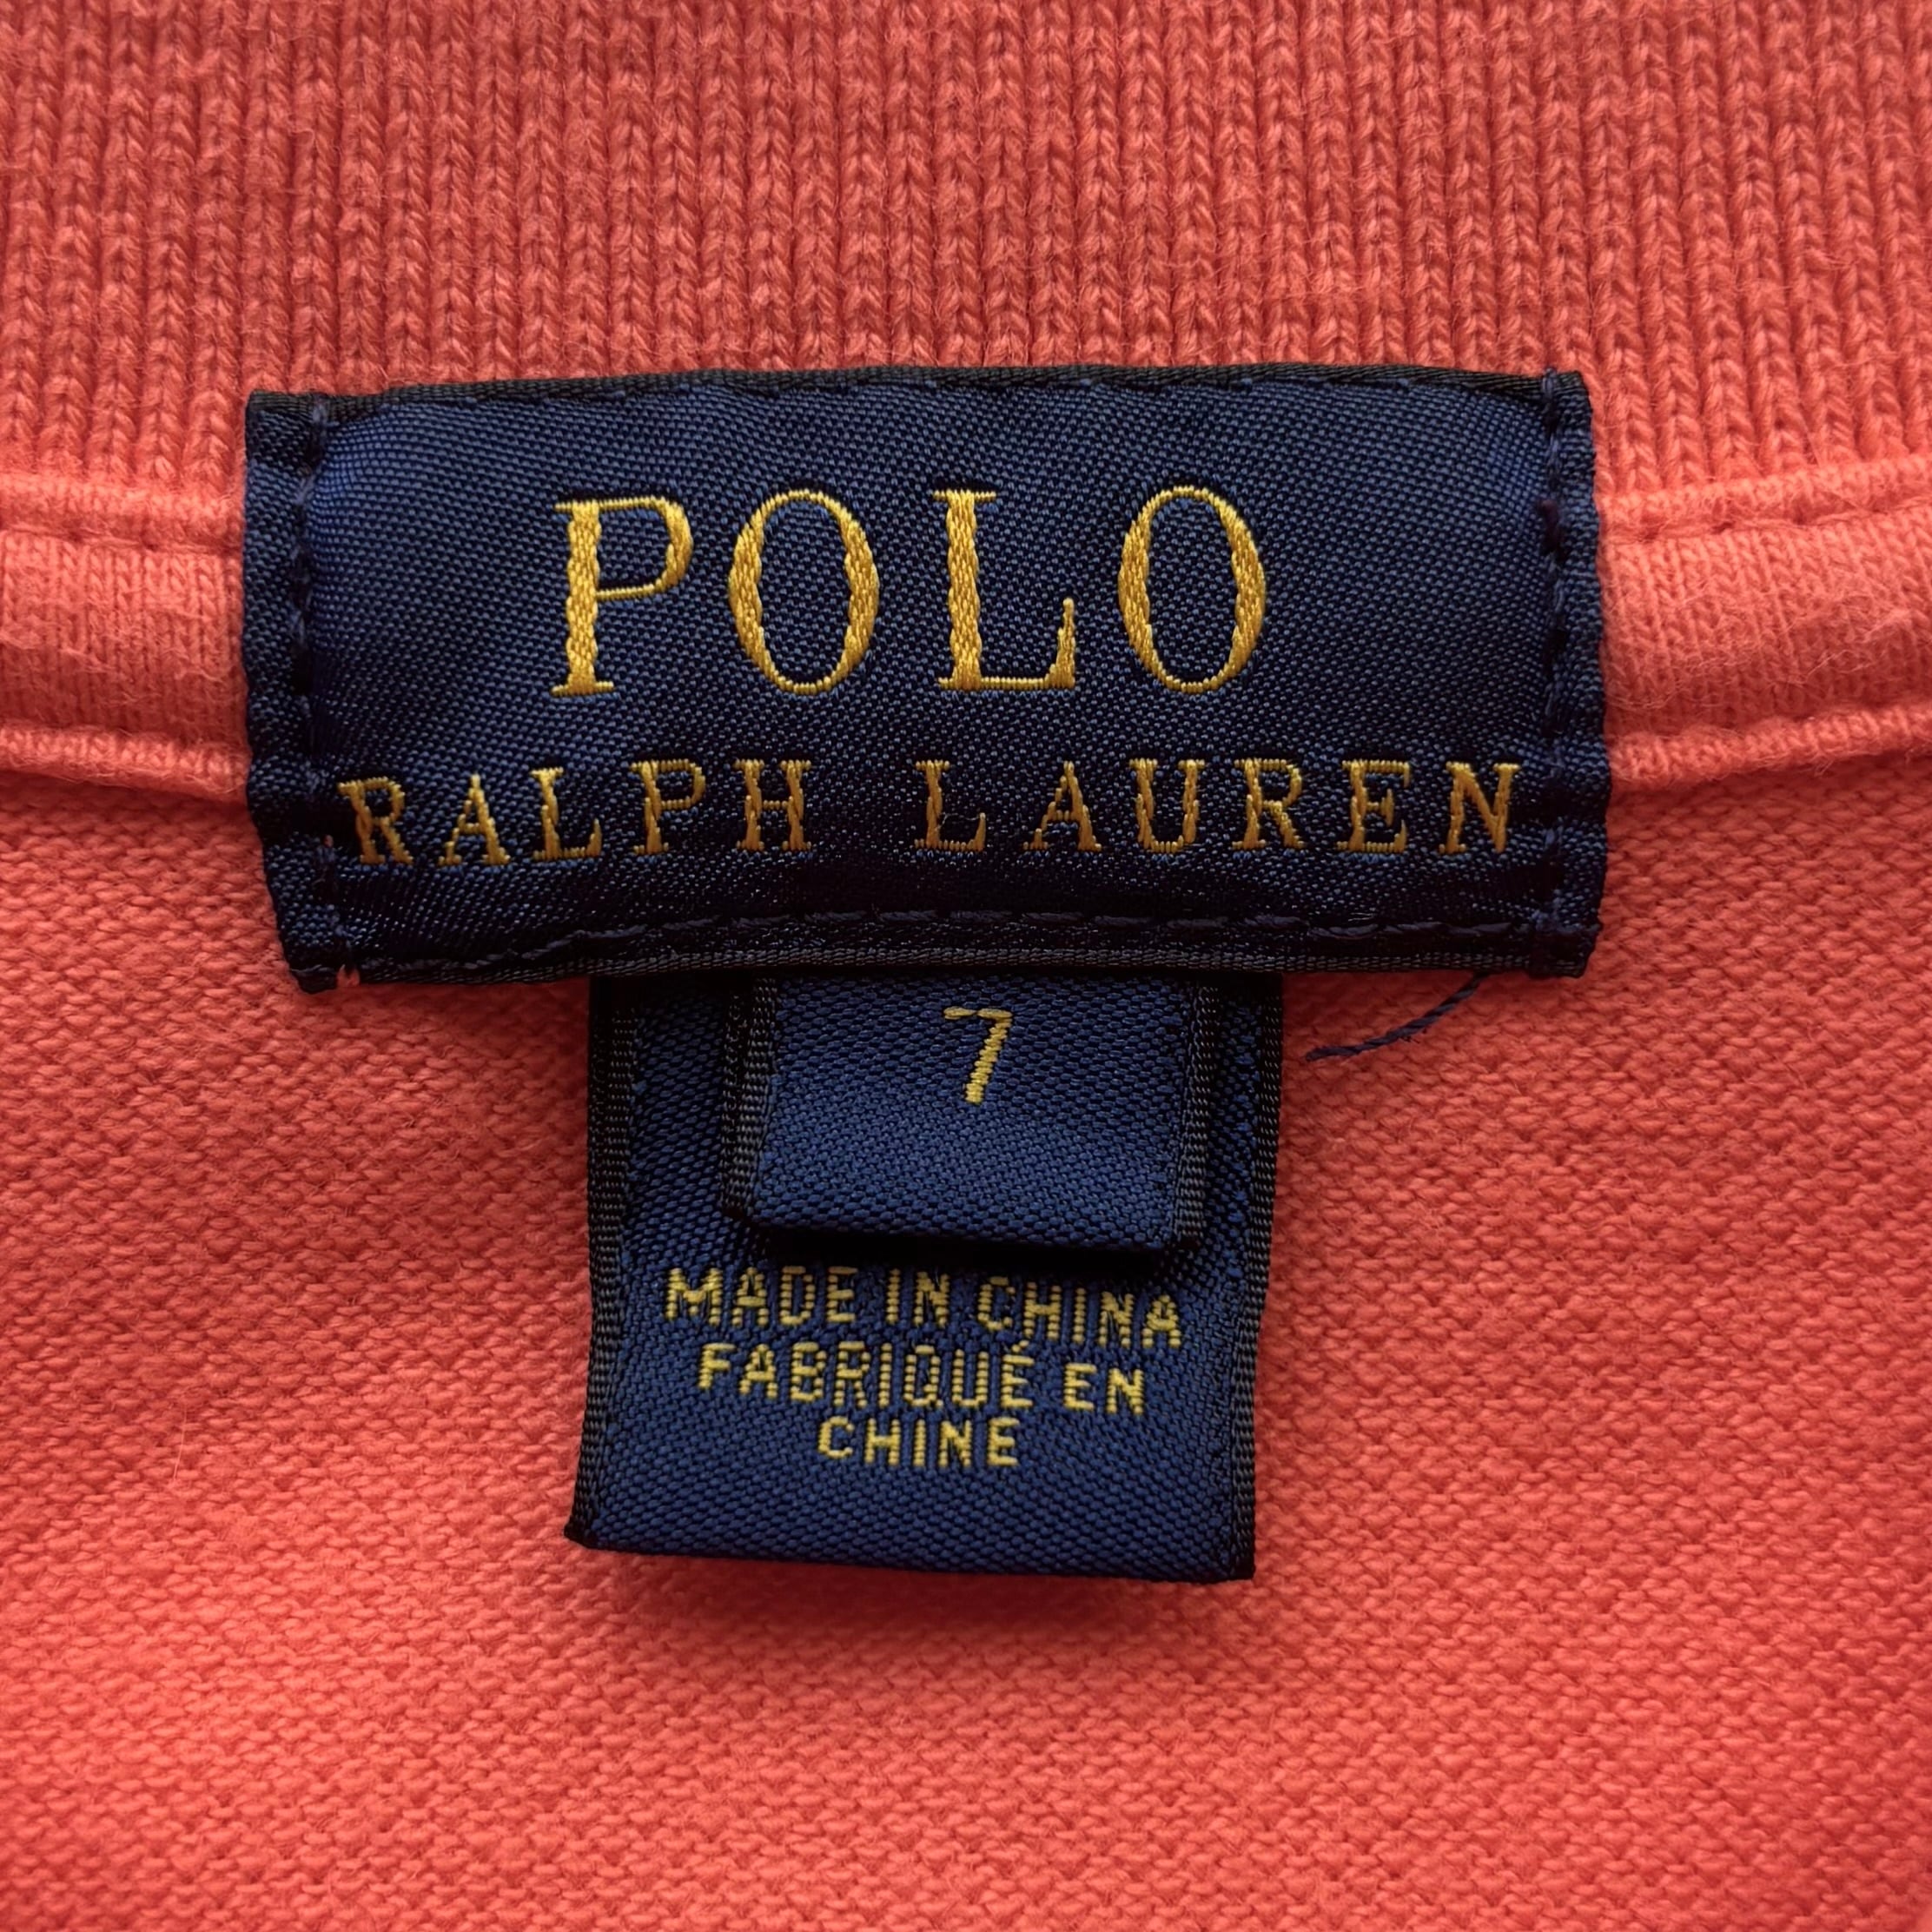 POLO
RALPH LAUREN
7
MADE IN CHINA
FABRIQUÉ EN
CHINE